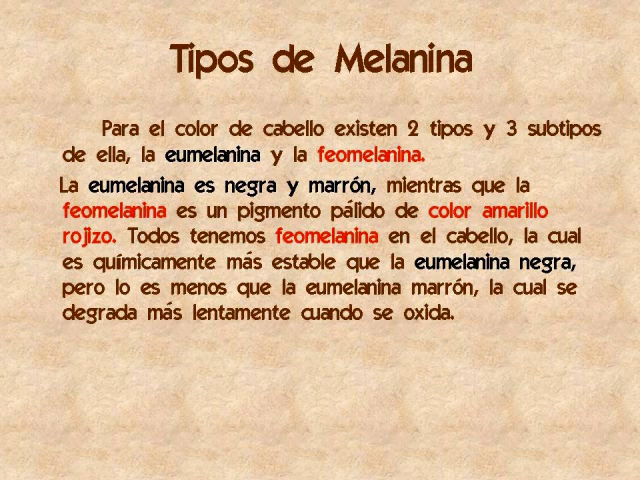 Tipos de Melanina
Para el color de cabello existen 2 tipos y 3 subtipos
de ella, la eumelanina y la feomelanina.
La eumelanina es negra y marrón, mientras que la
feomelanina es un pigmento pálido de color amarillo
rojizo. Todos tenemos feomelanina en el cabello, la cual
es químicamente más estable que la eumelanina negra,
pero lo es menos que la eumelanina marrón, la cual se
degrada más lentamente cuando se oxida.